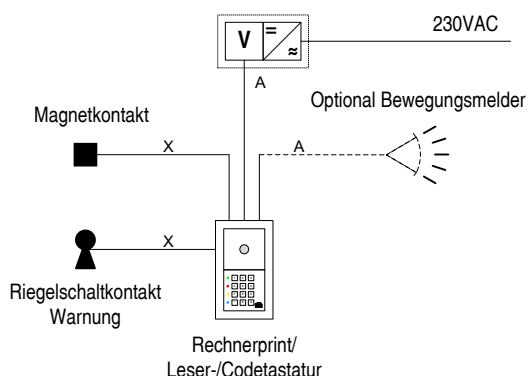 230VAC
V
=
≈
A
Optional Bewegungsmelder
Magnetkontakt
X
A
X
Riegelschaltkontakt
Warnung
Rechnerprint/
Leser-/Codetastatur